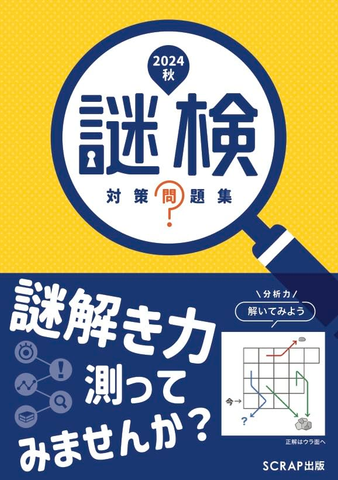 2024
秋
謎検
対策問題集
謎解き力
測って
みませんか?
分析力
解いてみよう
今→
?
正解はウラ面へ
SCRAP出版